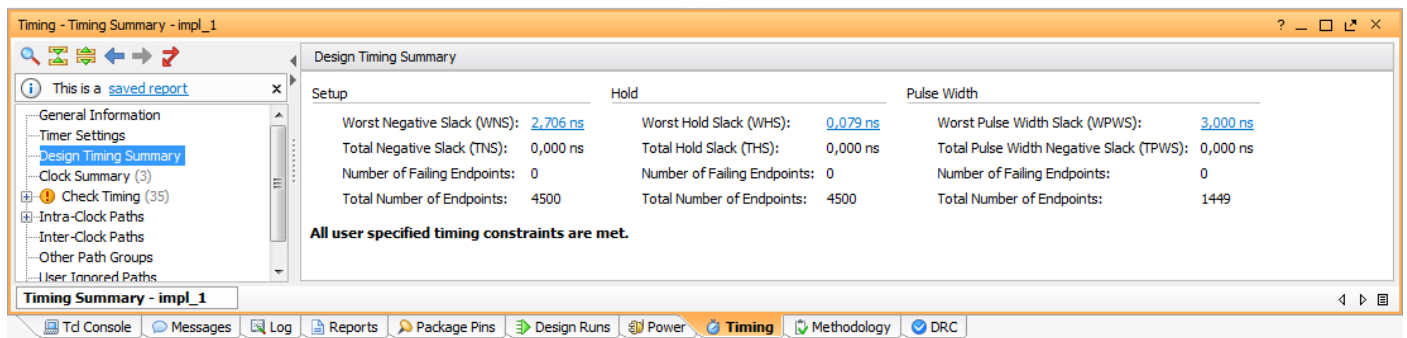 Timing - Timing Summary - impl_1
This is a saved report
General Information
Timer Settings
Design Timing Summary
Clock Summary (3)
Check Timing (35)
Intra-Clock Paths
Inter-Clock Paths
Other Path Groups
User Ignored Paths
Design Timing Summary
Setup Hold Pulse Width
Worst Negative Slack (WNS): 2,706 ns Worst Hold Slack (WHS): 0,079 ns Worst Pulse Width Slack (WPWS): 3,000 ns
Total Negative Slack (TNS): 0,000 ns Total Hold Slack (THS): 0,000 ns Total Pulse Width Negative Slack (TPWS): 0,000 ns
Number of Failing Endpoints: 0 Number of Failing Endpoints: 0 Number of Failing Endpoints: 0
Total Number of Endpoints: 4500 Total Number of Endpoints: 4500 Total Number of Endpoints: 1449
All user specified timing constraints are met.
Timing Summary - impl_1
Tcl Console Messages Log Reports Package Pins Design Runs Power Timing Methodology DRC